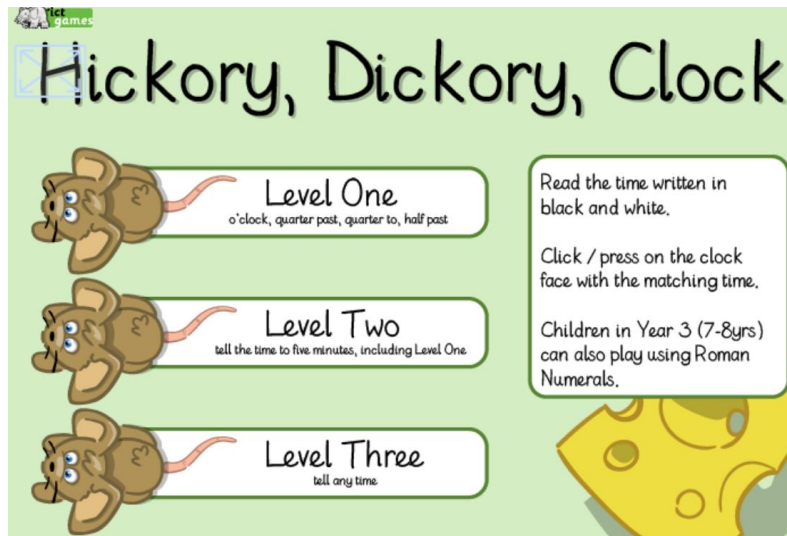 ict
games
Hickory, Dickory, Clock
Level One
o'clock, quarter past, quarter to, half past
Level Two
tell the time to five minutes, including Level One
Level Three
tell any time
Read the time written in
black and white.
Click / press on the clock
face with the matching time.
Children in Year 3 (7-8yrs)
can also play using Roman
Numerals.